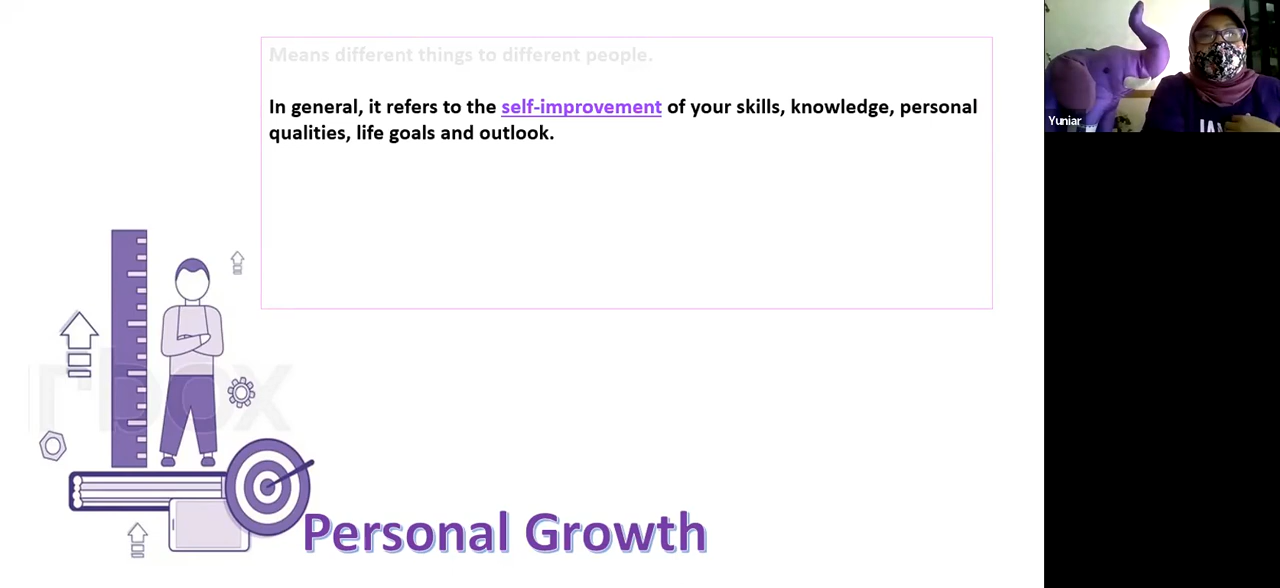 Means different things to different people.
In general, it refers to the self-improvement of your skills, knowledge, personal
qualities, life goals and outlook.
Yuniar
Personal Growth